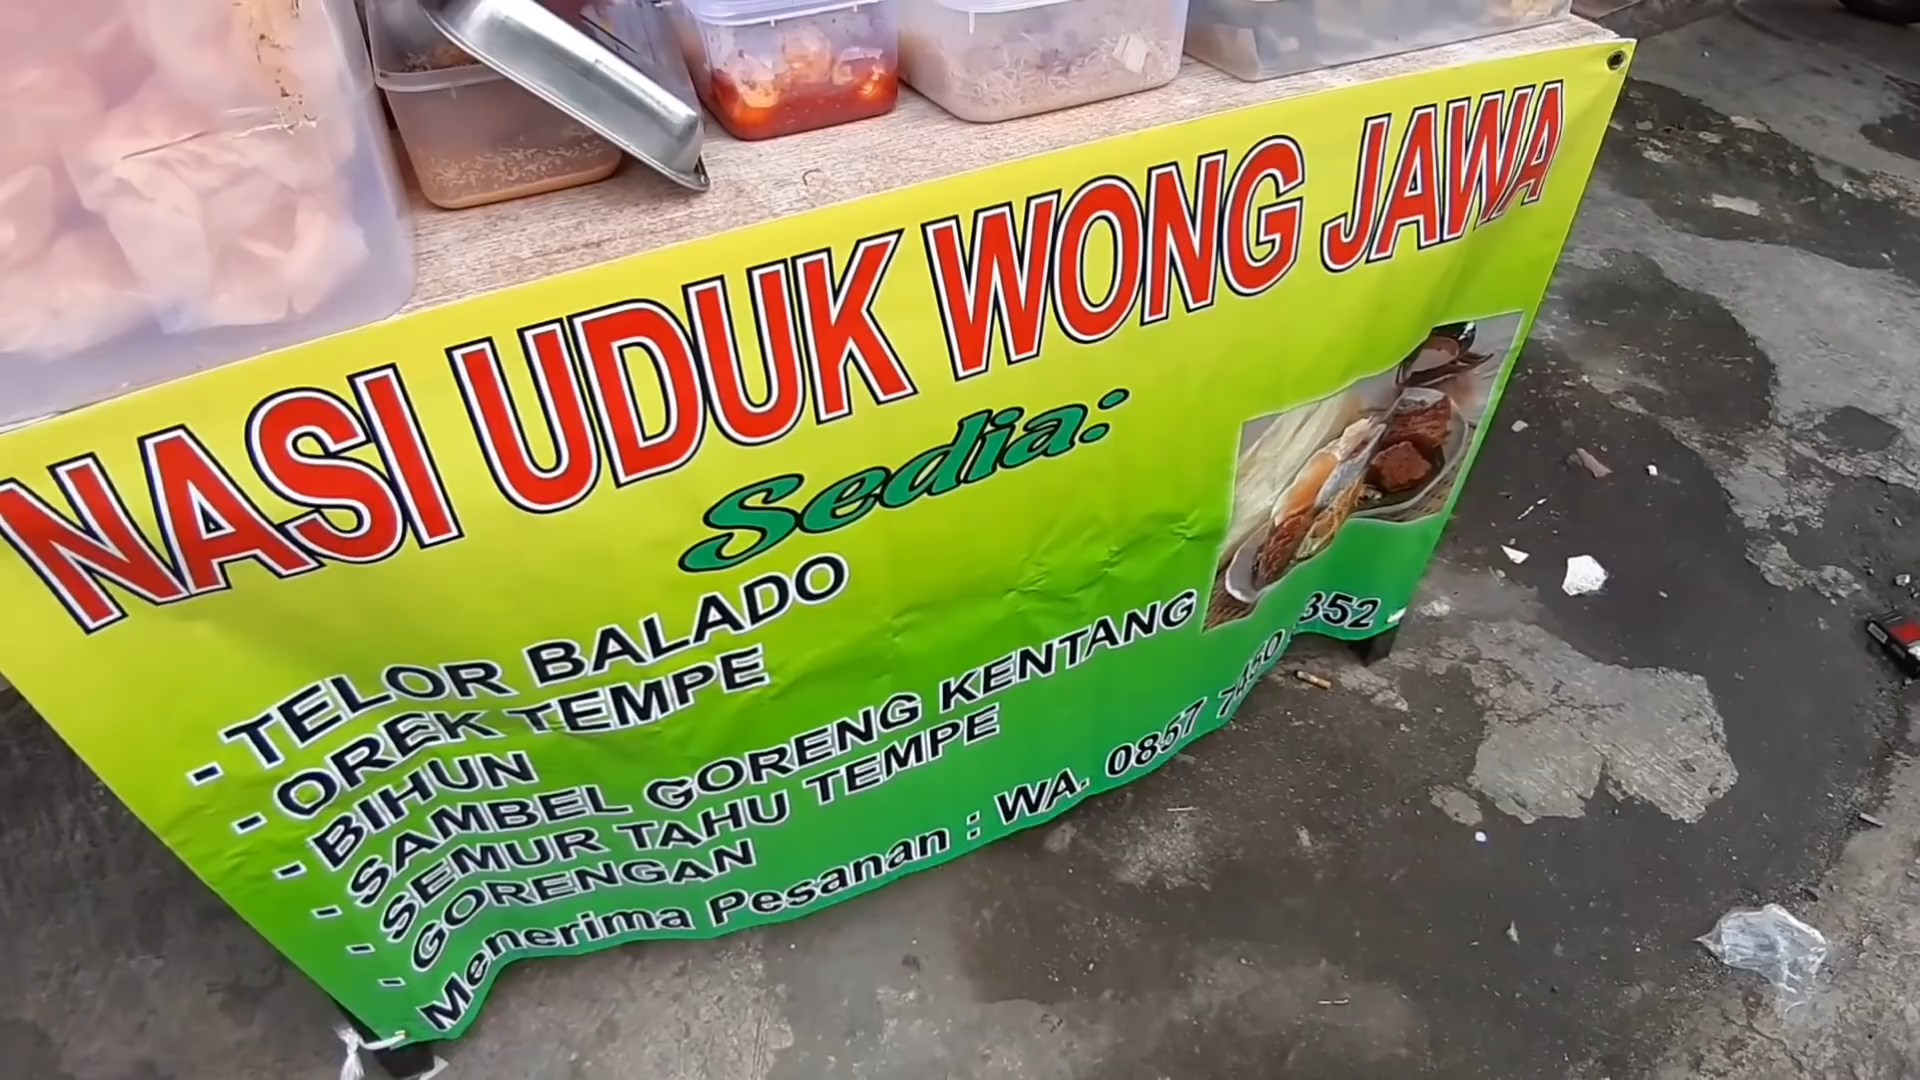 NASI UDUK WONG JAWA
Sedia:
- TELOR BALADO
- OREK TEMPE
- BIHUN
- SAMBEL GORENG KENTANG
- SEMUR TAHU TEMPE
- GORENGAN
Menerima Pesanan : WA. 0857